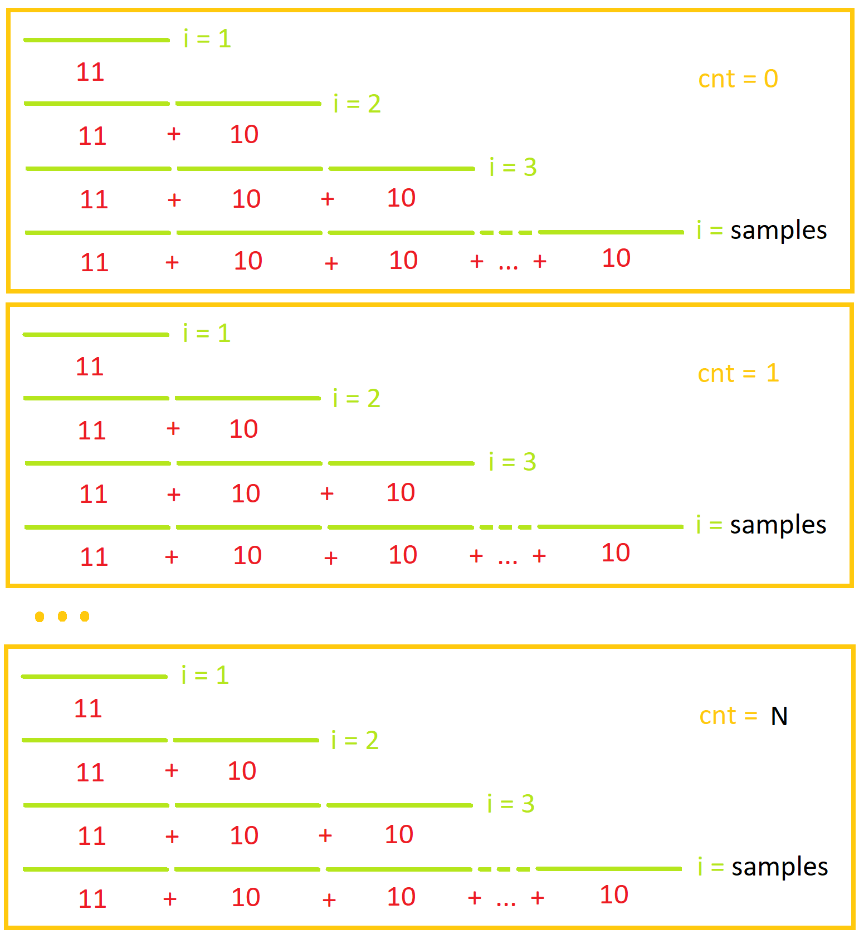 i = 1
11
cnt = 0
i = 2
11 + 10
i = 3
11 + 10 + 10
i = samples
11 + 10 + 10 + ... + 10
i = 1
11
cnt = 1
i = 2
11 + 10
i = 3
11 + 10 + 10
i = samples
11 + 10 + 10 + ... + 10
...
i = 1
11
cnt = N
i = 2
11 + 10
i = 3
11 + 10 + 10
i = samples
11 + 10 + 10 + ... + 10